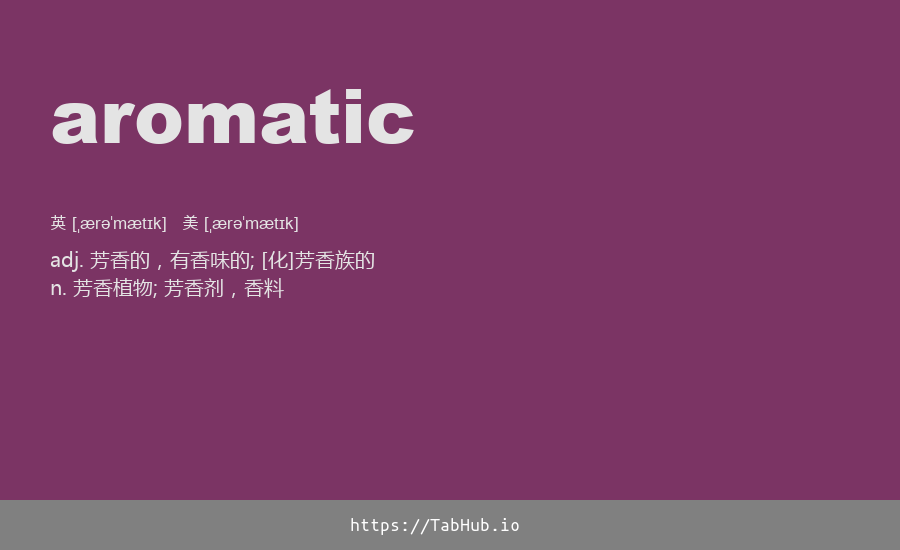 aromatic
英 [ˌærəˈmætɪk] 美 [ˌærəˈmætɪk]
adj. 芳香的，有香味的; [化]芳香族的
n. 芳香植物; 芳香剂，香料
https://TabHub.io